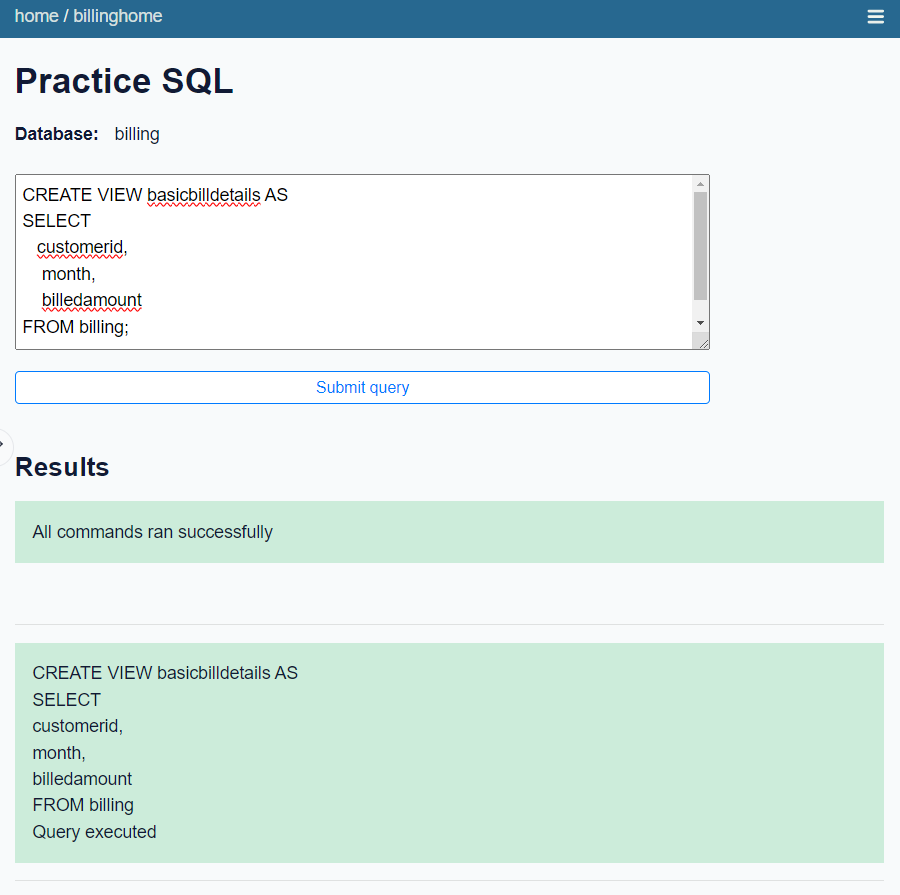 home / billinghome
Practice SQL
Database: billing
CREATE VIEW basicbilldetails AS
SELECT
customerid,
month,
billedamount
FROM billing;
Submit query
Results
All commands ran successfully
CREATE VIEW basicbilldetails AS
SELECT
customerid,
month,
billedamount
FROM billing
Query executed